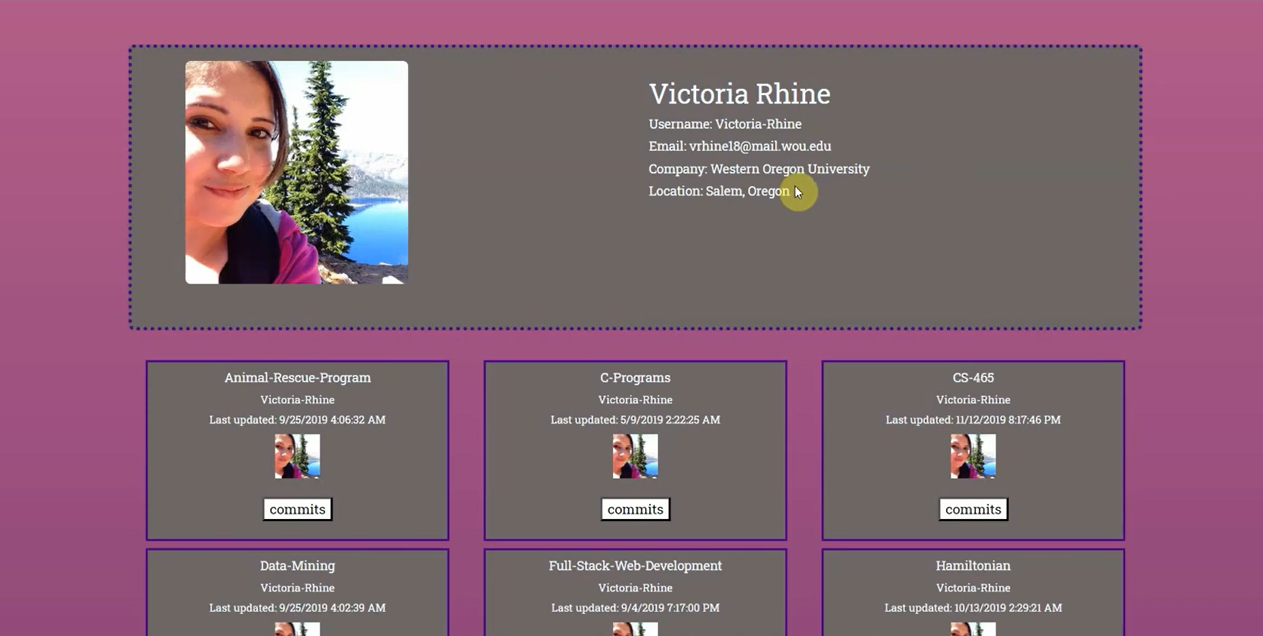 Victoria Rhine
Username: Victoria-Rhine
Email: vrhine18@mail.wou.edu
Company: Western Oregon University
Location: Salem, Oregon
Animal-Rescue-Program
Victoria-Rhine
Last updated: 9/25/2019 4:06:32 AM
commits
C-Programs
Victoria-Rhine
Last updated: 5/9/2019 2:22:25 AM
commits
CS-465
Victoria-Rhine
Last updated: 11/12/2019 8:17:46 PM
commits
Data-Mining
Victoria-Rhine
Last updated: 9/25/2019 4:02:39 AM
Full-Stack-Web-Development
Victoria-Rhine
Last updated: 9/4/2019 7:17:00 PM
Hamiltonian
Victoria-Rhine
Last updated: 10/13/2019 2:29:21 AM